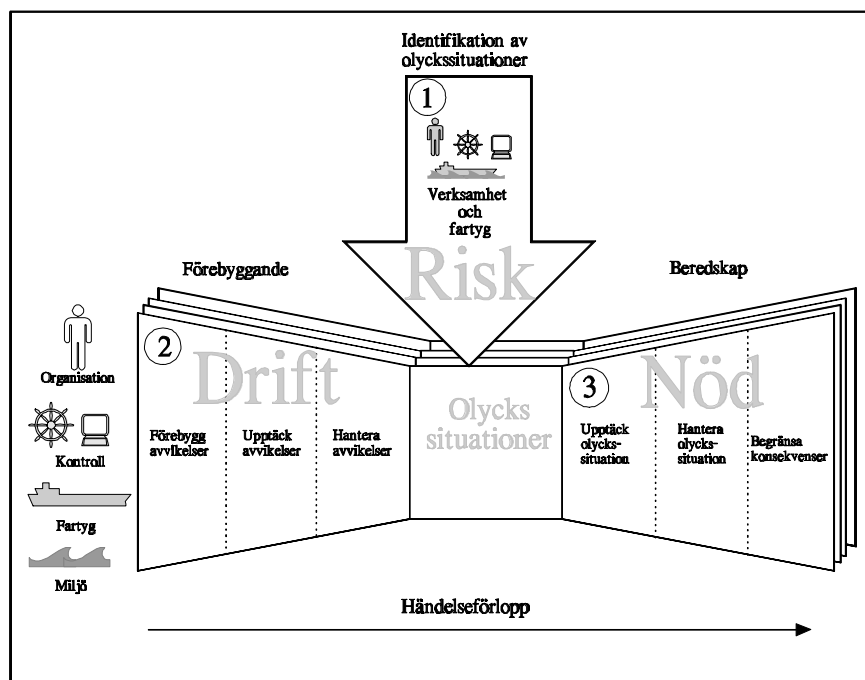 Identifikation av
olyckssituationer
1
Verksamhet
och
fartyg
Risk
Förebyggande
Beredskap
2
Drift
3
Nöd
Organisation
Kontroll
Fartyg
Miljö
Förebygg
avvikelser
Upptäck
avvikelser
Hantera
avvikelser
Olycks
situationer
Upptäck
olycks-
situation
Hantera
olycks-
situation
Begränsa
konsekvenser
Händelseförlopp